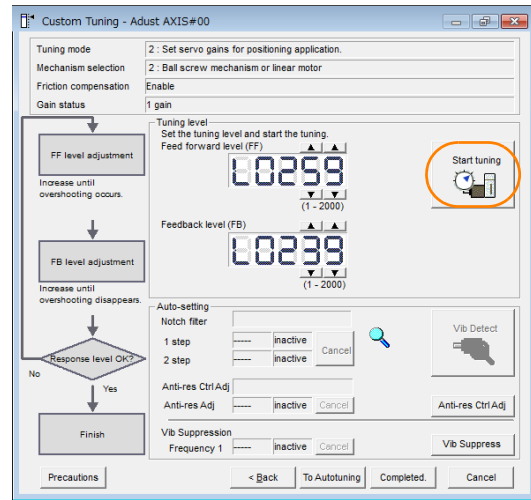 Custom Tuning - Adust AXIS#00
Tuning mode 2 : Set servo gains for positioning application.
Mechanism selection 2 : Ball screw mechanism or linear motor
Friction compensation Enable
Gain status 1 gain
FF level adjustment
Increase until
overshooting occurs.
FB level adjustment
Increase until
overshooting disappears.
Response level OK?
No
Yes
Finish
Tuning level
Set the tuning level and start the tuning.
Feed forward level (FF)
L0259
(1 - 2000)
Start tuning
Feedback level (FB)
L0239
(1 - 2000)
Auto-setting
Notch filter
1 step ----- inactive
2 step ----- inactive
Cancel
Vib Detect
Anti-res Ctrl Adj
Anti-res Adj ----- inactive Cancel
Anti-res Ctrl Adj
Vib Suppression
Frequency 1 ----- inactive Cancel
Vib Suppress
Precautions < Back To Autotuning Completed. Cancel